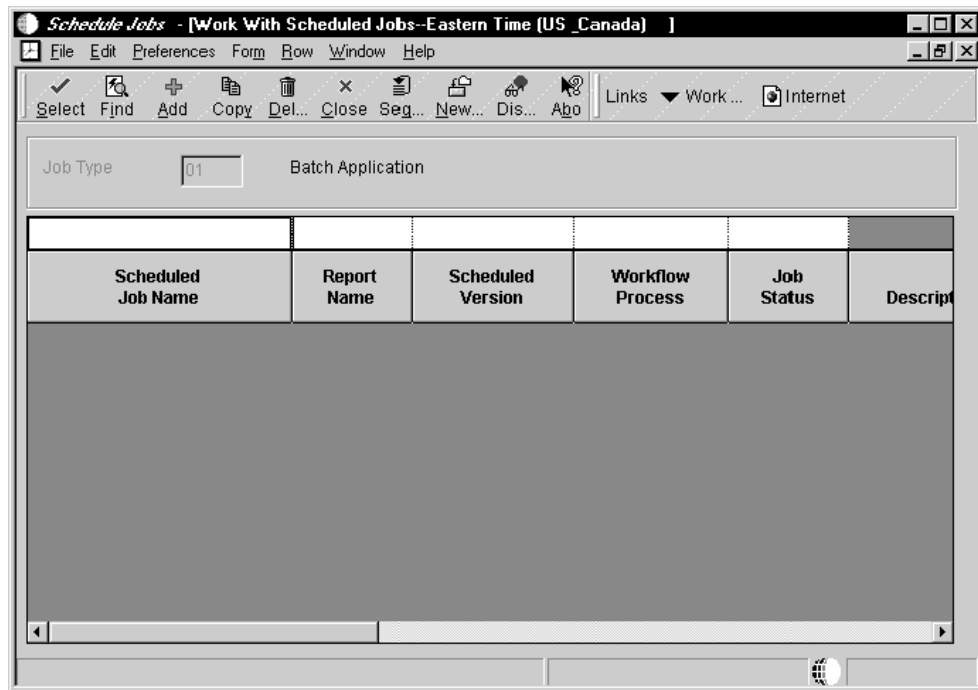 Schedule Jobs - [Work With Scheduled Jobs--Eastern Time (US _Canada) ]
File Edit Preferences Form Row Window Help
Select Find Add Copy Del... Close Seq... New... Dis... Abo Links Work ... Internet
Job Type 01 Batch Application
Scheduled Job Name Report Name Scheduled Version Workflow Process Job Status Descript